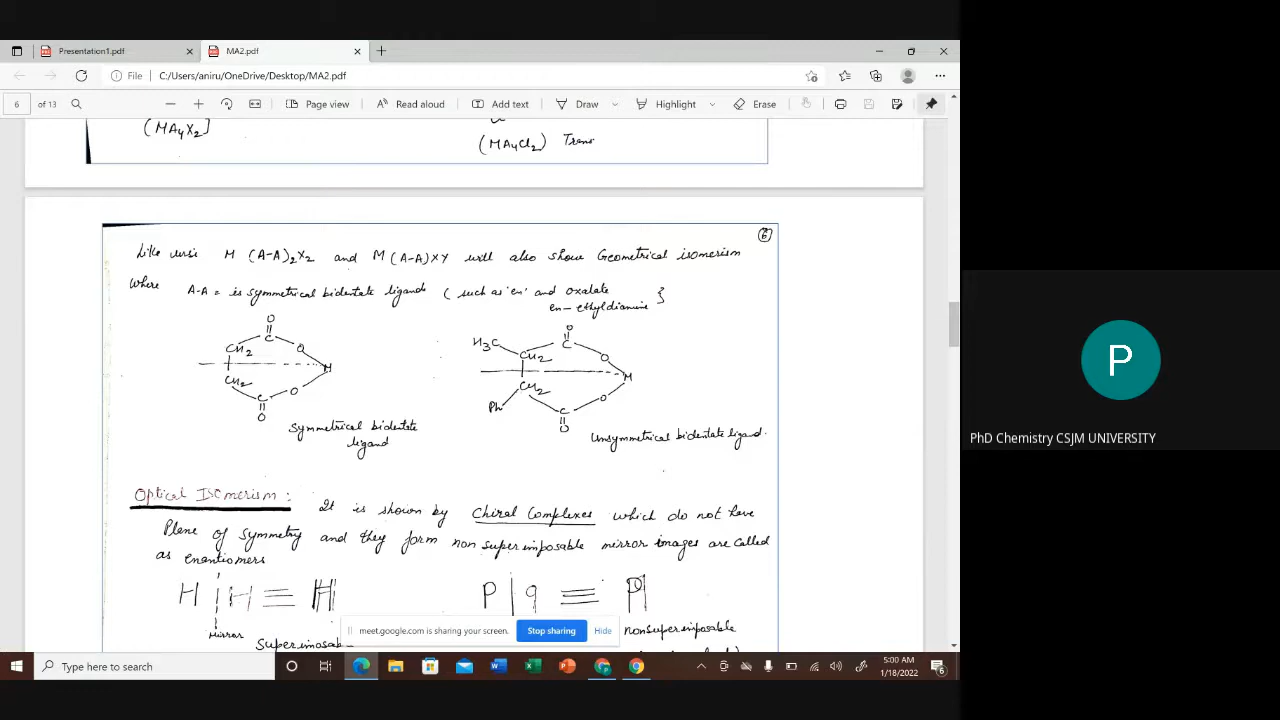 Presentation1.pdf
MA2.pdf
File
C:/Users/aniru/OneDrive/Desktop/MA2.pdf
6
of 13
Page view
Read aloud
Add text
Draw
Highlight
Erase
(MA4X2]
(MA4Cl2) Trans
6
Like wise M (A-A)2X2 and M(A-A)XY will also show Geometrical isomerism
Where A-A = is symmetrical bidentate ligands ( such as 'en' and oxalate
en- ethyldiamine }
O
C
CH2 O
M
CH2 O
C
O
Symmetrical bidentate
ligand
O
H3C C
CH2 O
M
CH2 O
Ph C
O
Unsymmetrical bidentate ligand.
Optical Isomerism: It is shown by Chiral Complexes which do not have
Plene of symmetry and they form non superimposable mirror images are called
as enantiomers
H H ≡ H
P q ≡ P
Mirror
meet.google.com is sharing your screen.
Stop sharing
Hide
nonsuperimposable
P
PhD Chemistry CSJM UNIVERSITY
Type here to search
5:00 AM
1/18/2022
6